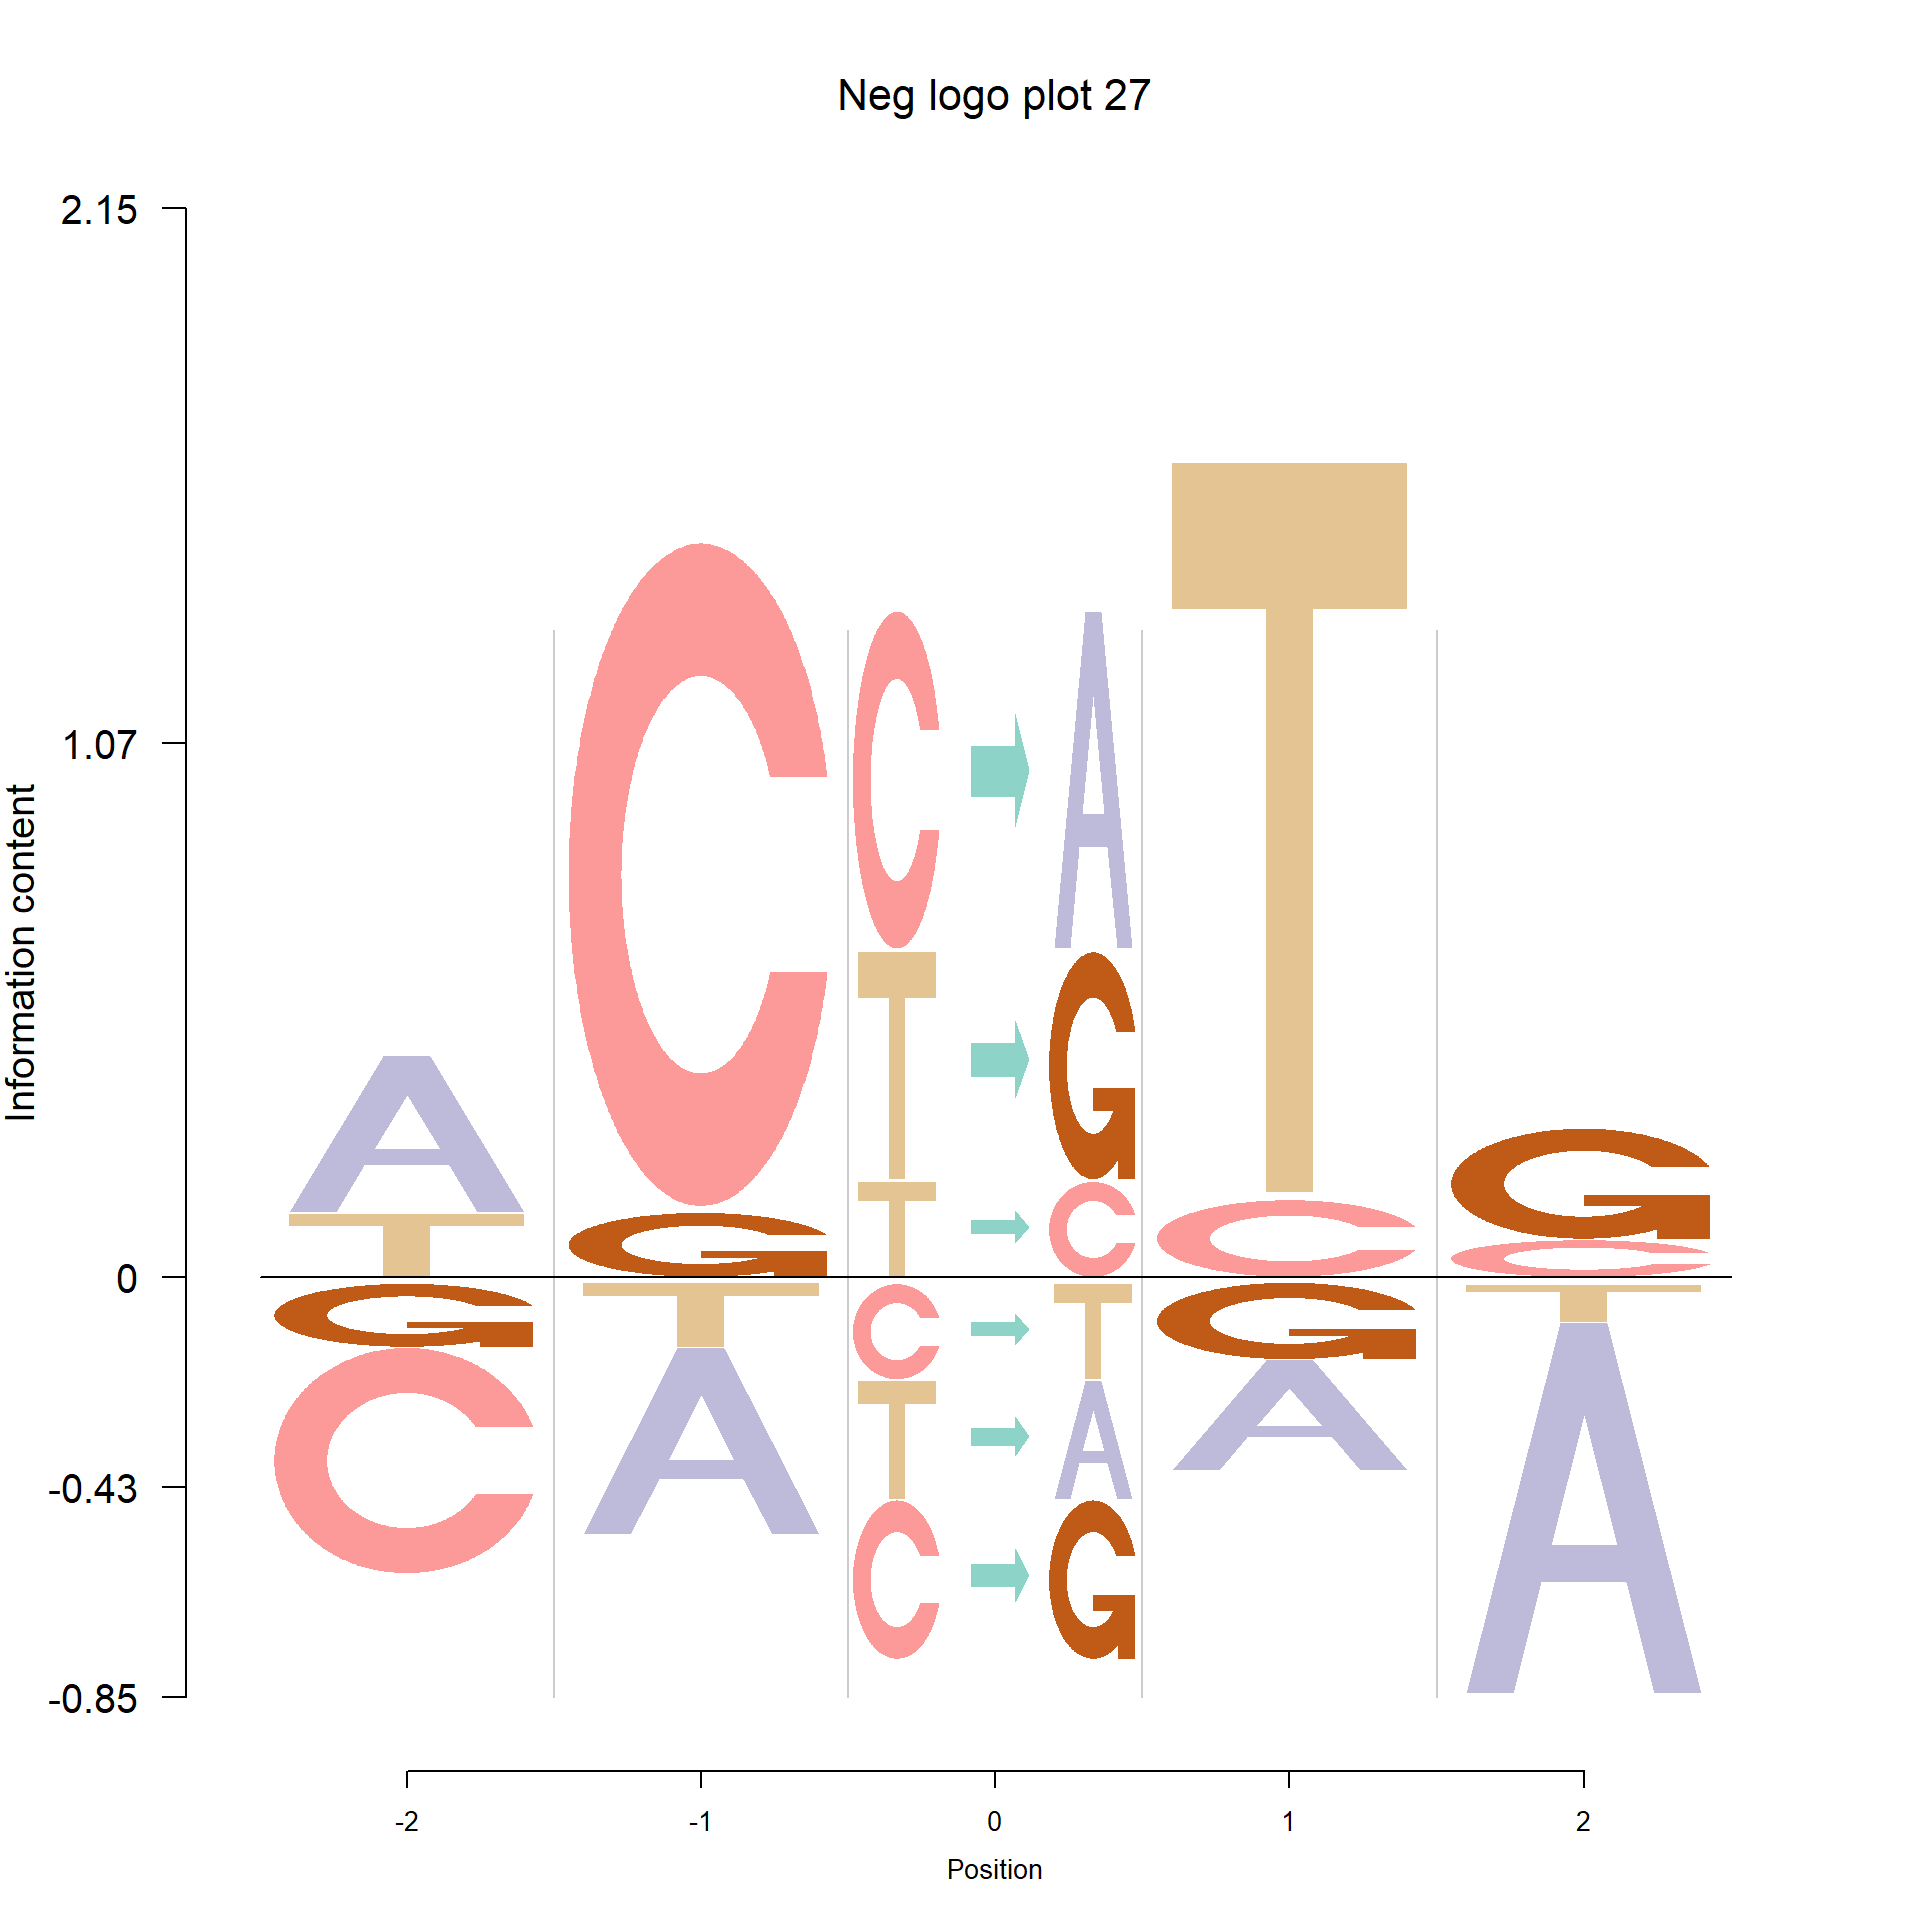 Neg logo plot 27
2.15
1.07
0
-0.43
-0.85
Information content
A C C A T
T G T G C G
T C C
G T C T G T
C A T A A A
C G
-2 -1 0 1 2
Position